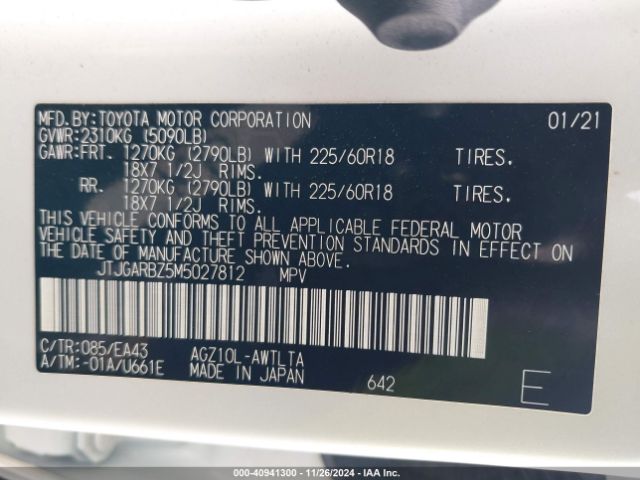 MFD.BY:TOYOTA MOTOR CORPORATION 01/21
GVWR:2310KG (5090LB)
GAWR:FRT. 1270KG (2790LB) WITH 225/60R18 TIRES.
18X7 1/2J RIMS.
RR. 1270KG (2790LB) WITH 225/60R18 TIRES.
18X7 1/2J RIMS.
THIS VEHICLE CONFORMS TO ALL APPLICABLE FEDERAL MOTOR
VEHICLE SAFETY AND THEFT PREVENTION STANDARDS IN EFFECT ON
THE DATE OF MANUFACTURE SHOWN ABOVE.
JTJGARBZ5M5027812 MPV
C/TR:085/EA43 AGZ10L-AWTLTA
A/TM:-01A/U661E MADE IN JAPAN 642 E
000-40941300 - 11/26/2024 - IAA Inc.